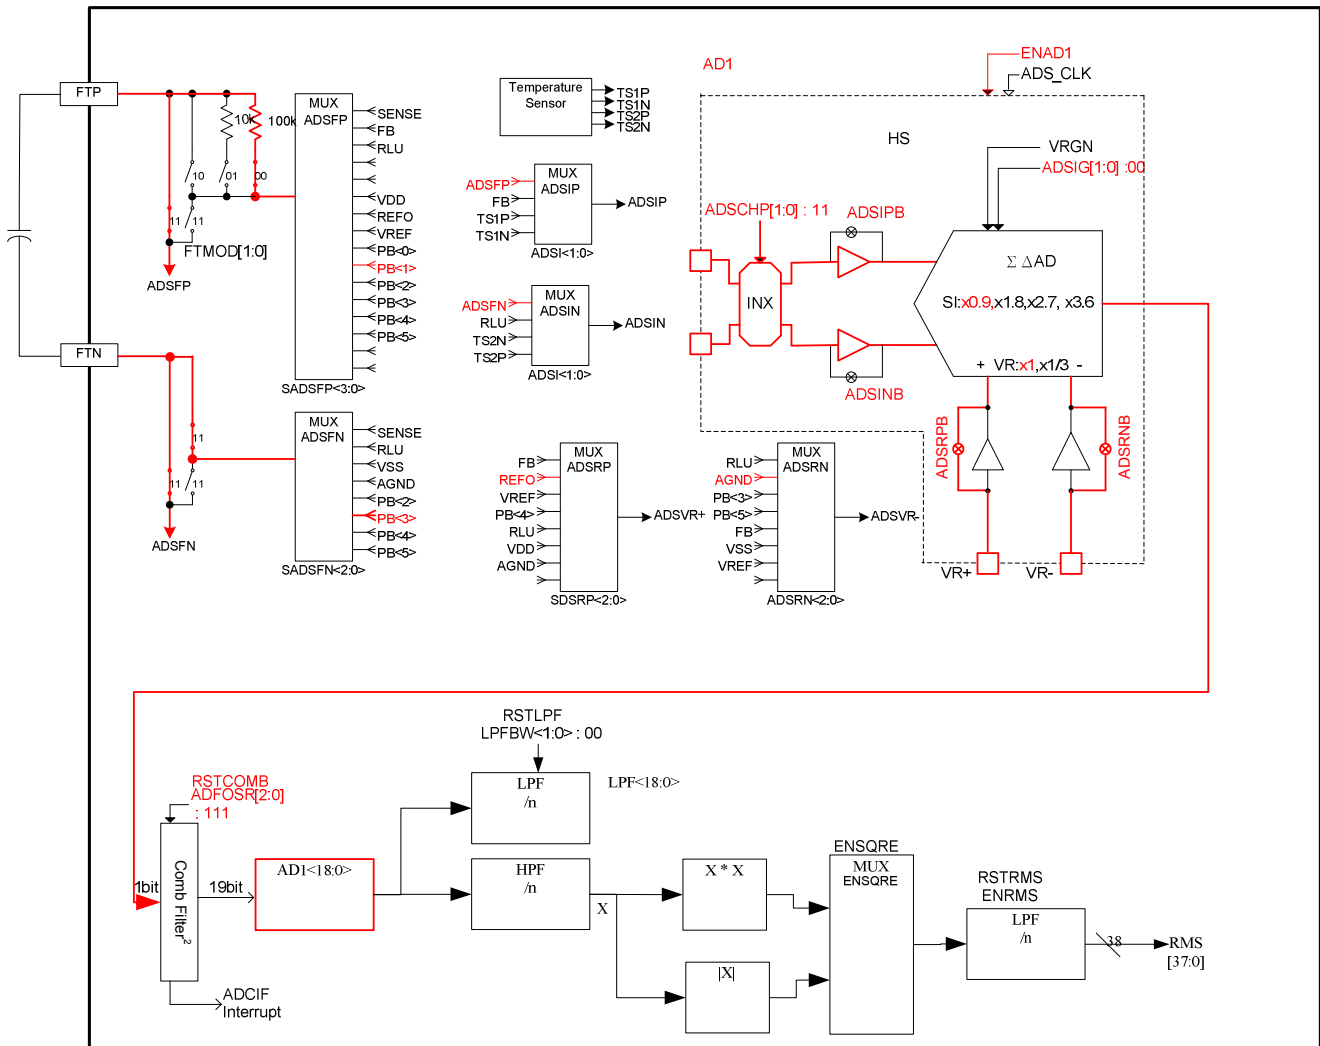 FTP
10k
100k
10
01
00
11
11
FTMOD[1:0]
ADSFP
MUX
ADSFP
SENSE
FB
RLU
VDD
REFO
VREF
PB<0>
PB<1>
PB<2>
PB<3>
PB<4>
PB<5>
SADSFP<3:0>
FTN
11
11
11
ADSFN
MUX
ADSFN
SENSE
RLU
VSS
AGND
PB<2>
PB<3>
PB<4>
PB<5>
SADSFN<2:0>
Temperature
Sensor
TS1P
TS1N
TS2P
TS2N
MUX
ADSIP
ADSFP
FB
TS1P
TS1N
ADSIP
ADSI<1:0>
MUX
ADSIN
ADSFN
RLU
TS2N
TS2P
ADSIN
ADSI<1:0>
MUX
ADSRP
FB
REFO
VREF
PB<4>
RLU
VDD
AGND
ADSVR+
SDSRP<2:0>
MUX
ADSRN
RLU
AGND
PB<3>
PB<5>
FB
VSS
VREF
ADSVR-
ADSRN<2:0>
AD1
ENAD1
ADS_CLK
HS
VRGN
ADSIG[1:0] :00
ADSCHP[1:0] : 11
ADSIPB
INX
ADSINB
Σ ΔAD
SI:x0.9,x1.8,x2.7, x3.6
+ VR:x1,x1/3 -
ADSRPB
ADSRNB
VR+
VR-
RSTCOMB
ADFOSR[2:0]
: 111
1bit
Comb Filter²
19bit
ADCIF
Interrupt
AD1<18:0>
RSTLPF
LPFBW<1:0> : 00
LPF
/n
LPF<18:0>
HPF
/n
X
X * X
|X|
ENSQRE
MUX
ENSQRE
RSTRMS
ENRMS
LPF
/n
38
RMS
[37:0]